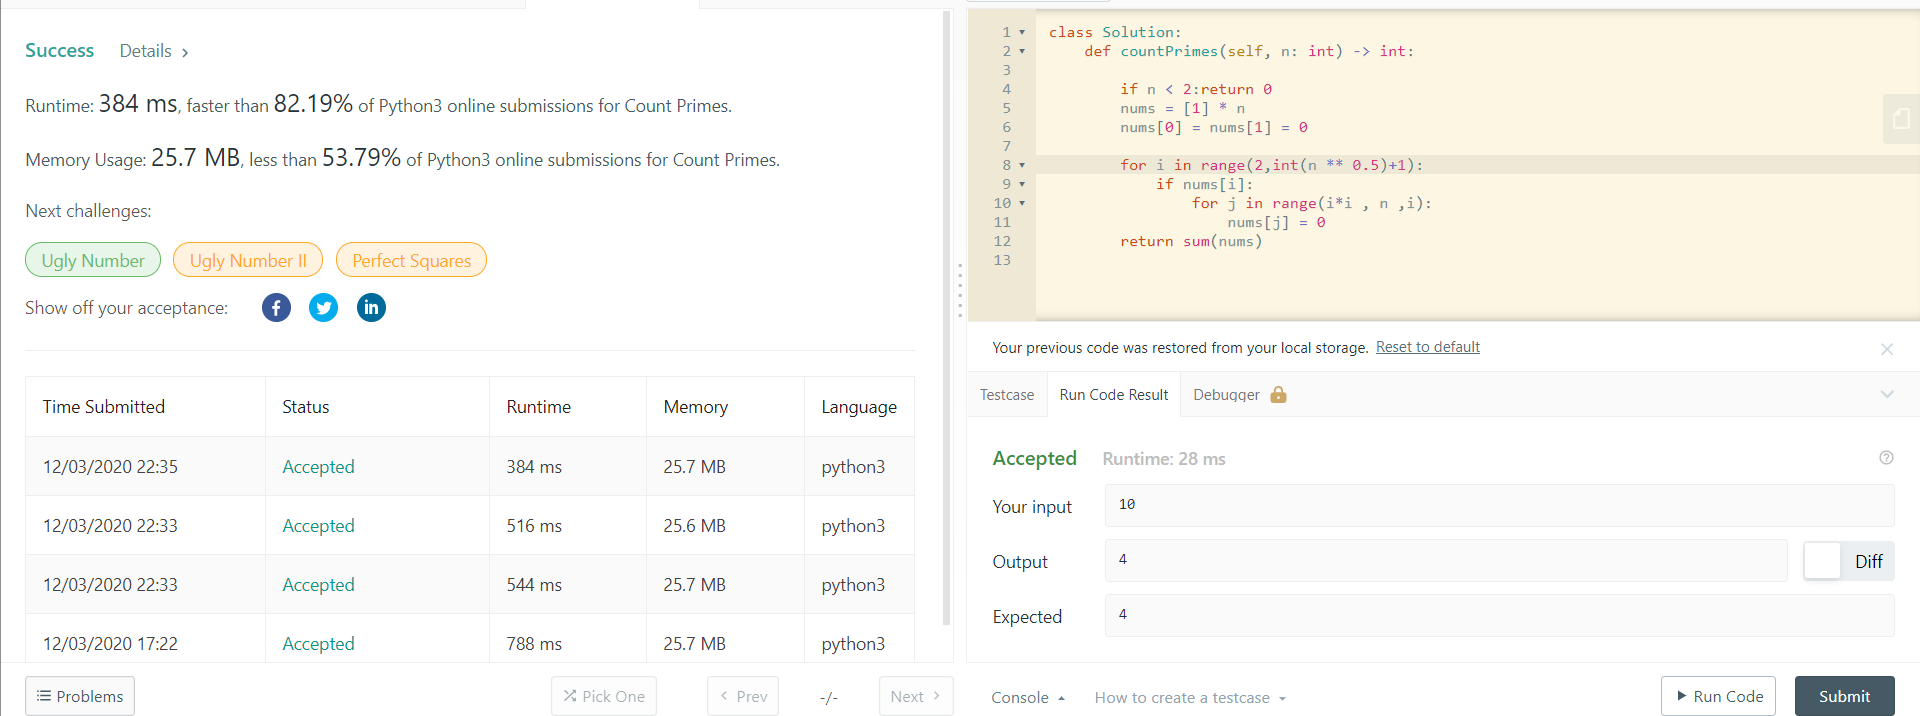 Success Details >
Runtime: 384 ms, faster than 82.19% of Python3 online submissions for Count Primes.
Memory Usage: 25.7 MB, less than 53.79% of Python3 online submissions for Count Primes.
Next challenges:
Ugly Number Ugly Number II Perfect Squares
Show off your acceptance:
Time Submitted Status Runtime Memory Language
12/03/2020 22:35 Accepted 384 ms 25.7 MB python3
12/03/2020 22:33 Accepted 516 ms 25.6 MB python3
12/03/2020 22:33 Accepted 544 ms 25.7 MB python3
12/03/2020 17:22 Accepted 788 ms 25.7 MB python3
Problems Pick One < Prev -/- Next >
1 class Solution:
2     def countPrimes(self, n: int) -> int:
3
4         if n < 2:return 0
5         nums = [1] * n
6         nums[0] = nums[1] = 0
7
8         for i in range(2,int(n ** 0.5)+1):
9             if nums[i]:
10                 for j in range(i*i , n ,i):
11                     nums[j] = 0
12         return sum(nums)
13
Your previous code was restored from your local storage. Reset to default
Testcase Run Code Result Debugger
Accepted Runtime: 28 ms
Your input 10
Output 4 Diff
Expected 4
Console How to create a testcase Run Code Submit